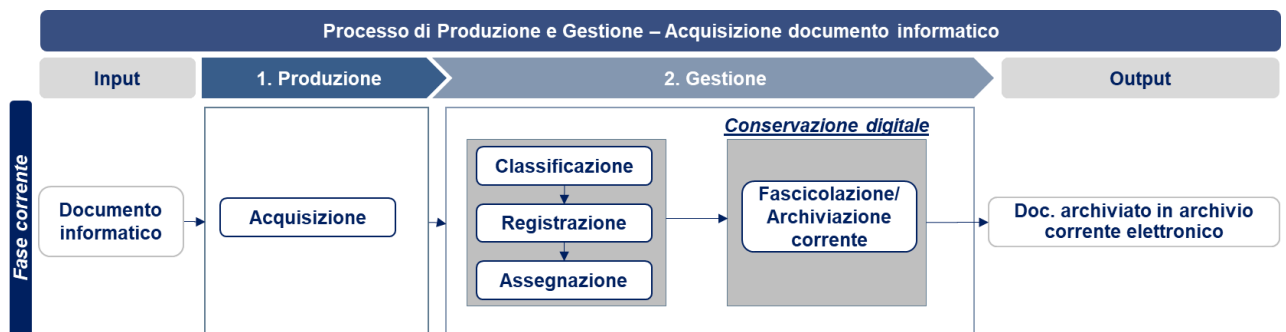 Processo di Produzione e Gestione – Acquisizione documento informatico
Input
1. Produzione
2. Gestione
Output
Fase corrente
Documento
informatico
Acquisizione
Classificazione
Registrazione
Assegnazione
Conservazione digitale
Fascicolazione/
Archiviazione
corrente
Doc. archiviato in archivio
corrente elettronico